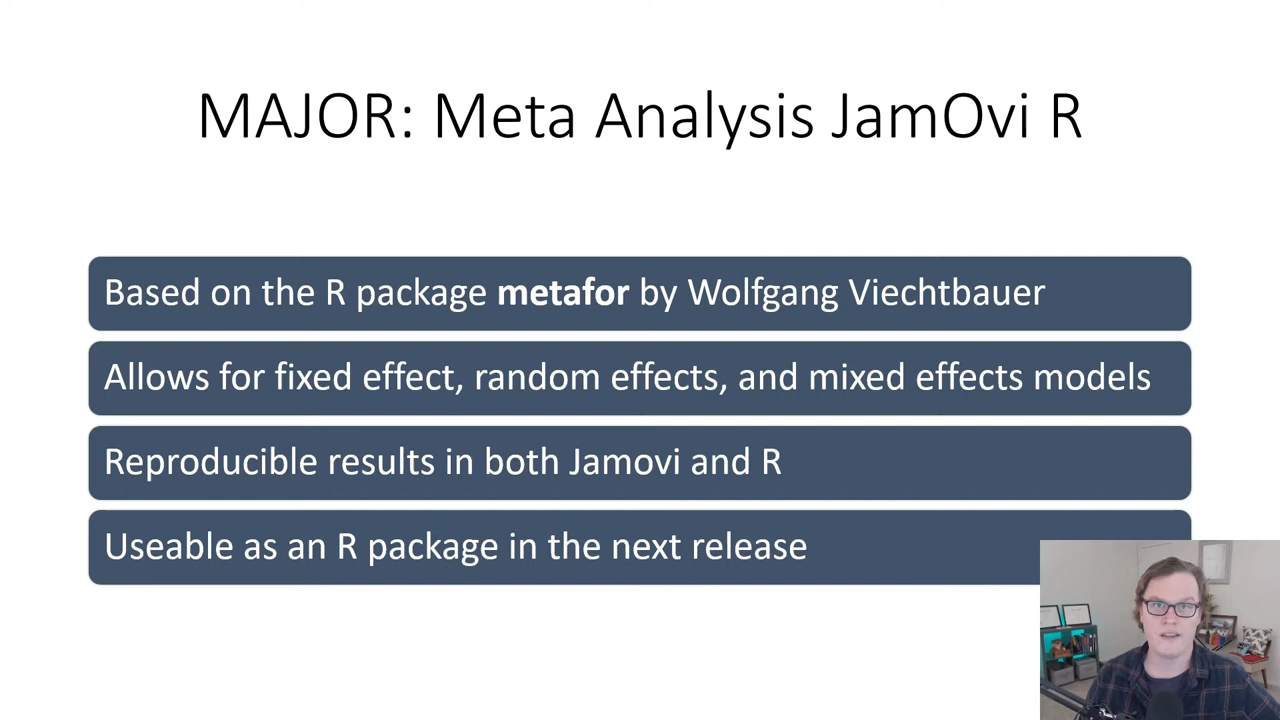 MAJOR: Meta Analysis JamOvi R
Based on the R package metafor by Wolfgang Viechtbauer
Allows for fixed effect, random effects, and mixed effects models
Reproducible results in both Jamovi and R
Useable as an R package in the next release